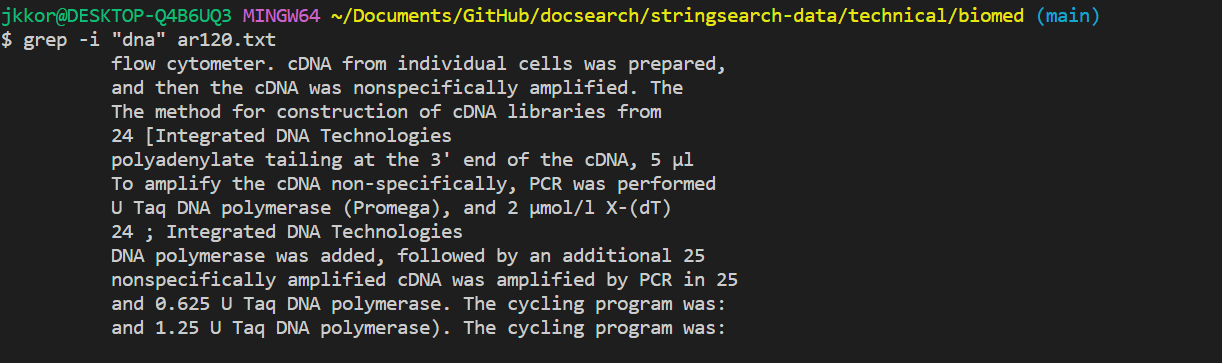 jkkor@DESKTOP-Q4B6UQ3 MINGW64 ~/Documents/GitHub/docsearch/stringsearch-data/technical/biomed (main)
$ grep -i "dna" ar120.txt
flow cytometer. cDNA from individual cells was prepared,
and then the cDNA was nonspecifically amplified. The
The method for construction of cDNA libraries from
24 [Integrated DNA Technologies
polyadenylate tailing at the 3' end of the cDNA, 5 μl
To amplify the cDNA non-specifically, PCR was performed
U Taq DNA polymerase (Promega), and 2 μmol/l X-(dT)
24 ; Integrated DNA Technologies
DNA polymerase was added, followed by an additional 25
nonspecifically amplified cDNA was amplified by PCR in 25
and 0.625 U Taq DNA polymerase. The cycling program was:
and 1.25 U Taq DNA polymerase). The cycling program was: